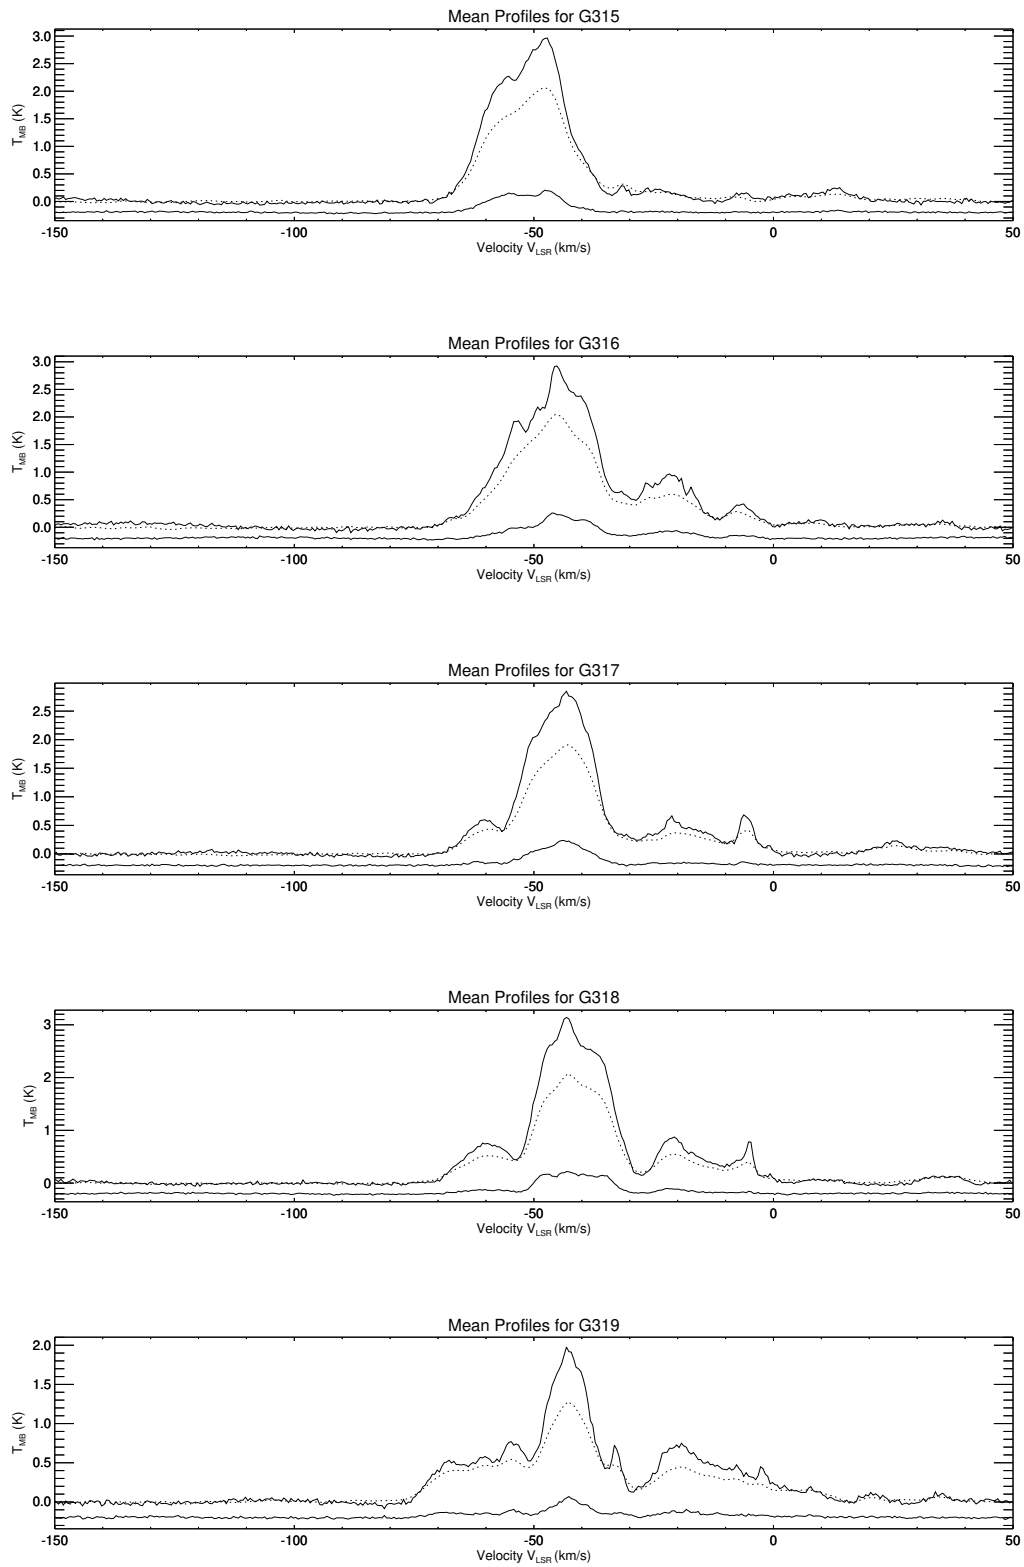 Mean Profiles for G315
3.0
2.5
2.0
1.5
1.0
0.5
0.0
T_MB (K)
-150 -100 -50 0 50
Velocity V_LSR (km/s)
Mean Profiles for G316
3.0
2.5
2.0
1.5
1.0
0.5
0.0
T_MB (K)
-150 -100 -50 0 50
Velocity V_LSR (km/s)
Mean Profiles for G317
2.5
2.0
1.5
1.0
0.5
0.0
T_MB (K)
-150 -100 -50 0 50
Velocity V_LSR (km/s)
Mean Profiles for G318
3
2
1
0
T_MB (K)
-150 -100 -50 0 50
Velocity V_LSR (km/s)
Mean Profiles for G319
2.0
1.5
1.0
0.5
0.0
T_MB (K)
-150 -100 -50 0 50
Velocity V_LSR (km/s)